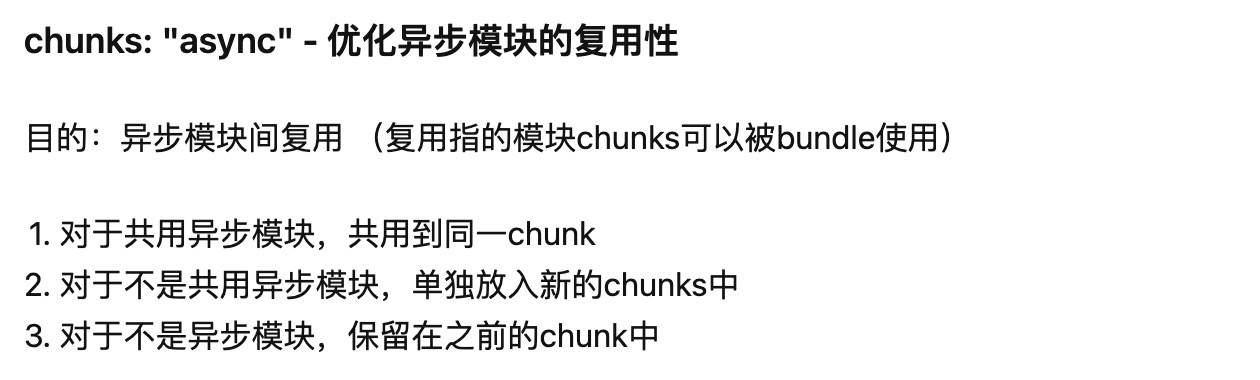 chunks: "async" - 优化异步模块的复用性
目的：异步模块间复用 （复用指的模块chunks可以被bundle使用）
1. 对于共用异步模块，共用到同一chunk
2. 对于不是共用异步模块，单独放入新的chunks中
3. 对于不是异步模块，保留在之前的chunk中